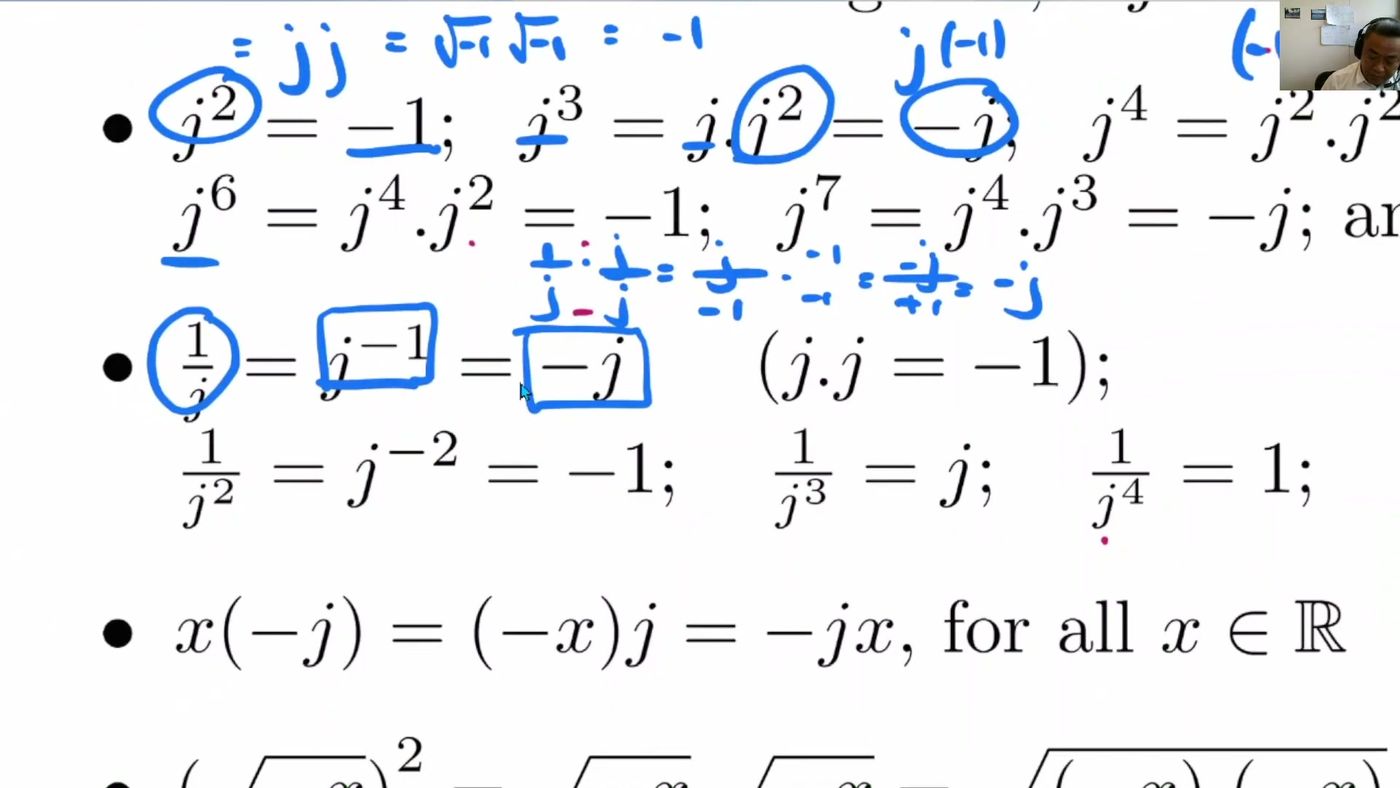 = jj = √-1 √-1 = -1 j(-1) (-
• j² = −1; j³ = j.j² = −j; j⁴ = j².j²
j⁶ = j⁴.j² = −1; j⁷ = j⁴.j³ = −j; an
1/j · j/j = j/-1 · -1/-1 = -j/+1 = -j
• 1/j = j⁻¹ = −j (j.j = −1);
1/j² = j⁻² = −1; 1/j³ = j; 1/j⁴ = 1;
• x(−j) = (−x)j = −jx, for all x ∈ ℝ